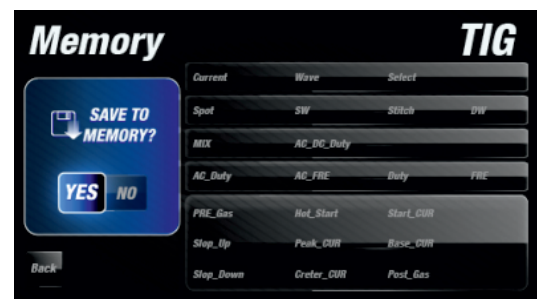 Memory TIG
SAVE TO
MEMORY?
YES NO
Back
Current Wave Select
Spot SW Stitch DW
MIX AC_DC_Duty
AC_Duty AC_FRE Duty FRE
PRE_Gas Hot_Start Start_CUR
Slop_Up Peak_CUR Base_CUR
Slop_Down Creter_CUR Post_Gas